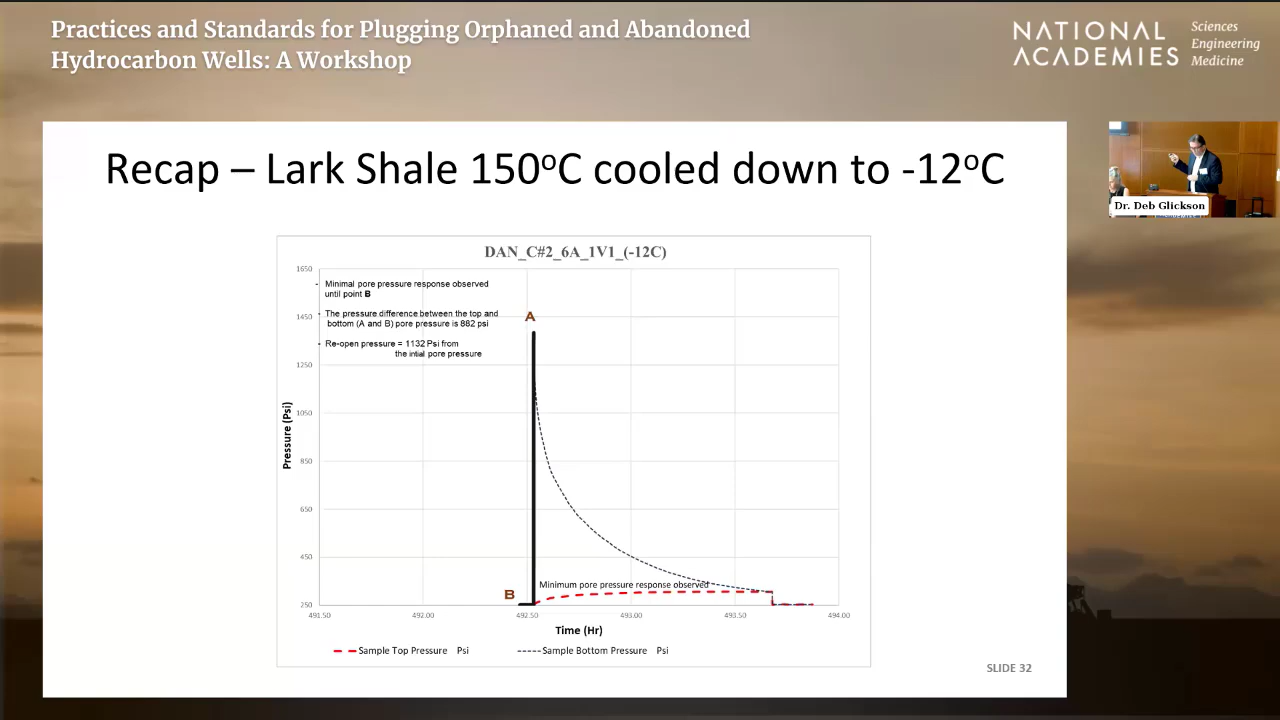 Practices and Standards for Plugging Orphaned and Abandoned
Hydrocarbon Wells: A Workshop
NATIONAL
ACADEMIES
Sciences
Engineering
Medicine
Dr. Deb Glickson
Recap – Lark Shale 150oC cooled down to -12oC
DAN_C#2_6A_1V1_(-12C)
1650
1450
1250
1050
850
650
450
250
Pressure (Psi)
- Minimal pore pressure response observed
until point B
- The pressure difference between the top and
bottom (A and B) pore pressure is 882 psi
- Re-open pressure = 1132 Psi from
the intial pore pressure
A
B
Minimum pore pressure response observed
491.50 492.00 492.50 493.00 493.50 494.00
Time (Hr)
Sample Top Pressure Psi Sample Bottom Pressure Psi
SLIDE 32